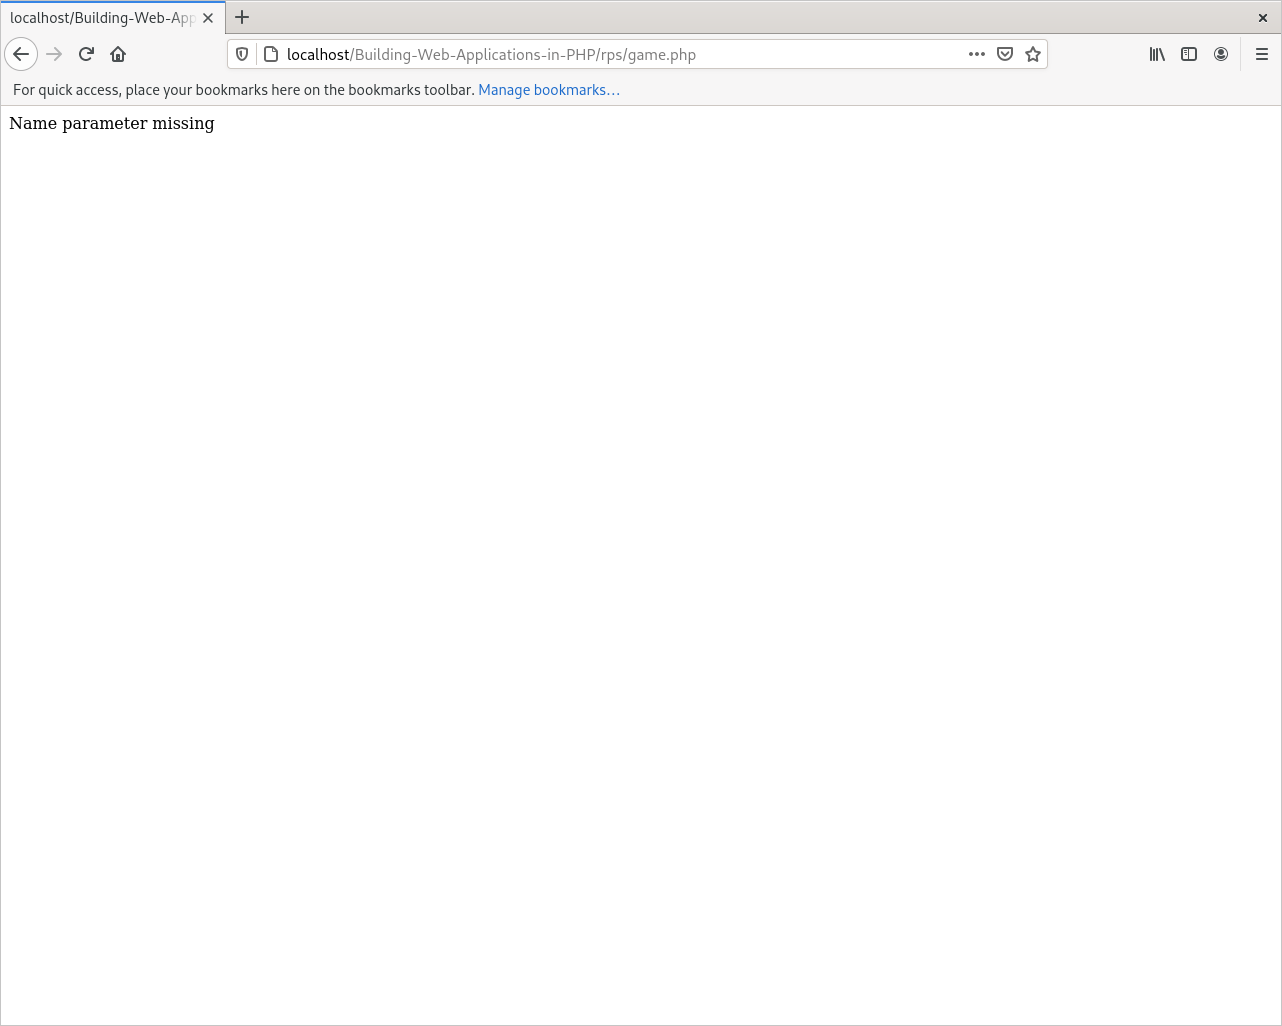 localhost/Building-Web-App
localhost/Building-Web-Applications-in-PHP/rps/game.php
For quick access, place your bookmarks here on the bookmarks toolbar. Manage bookmarks…
Name parameter missing